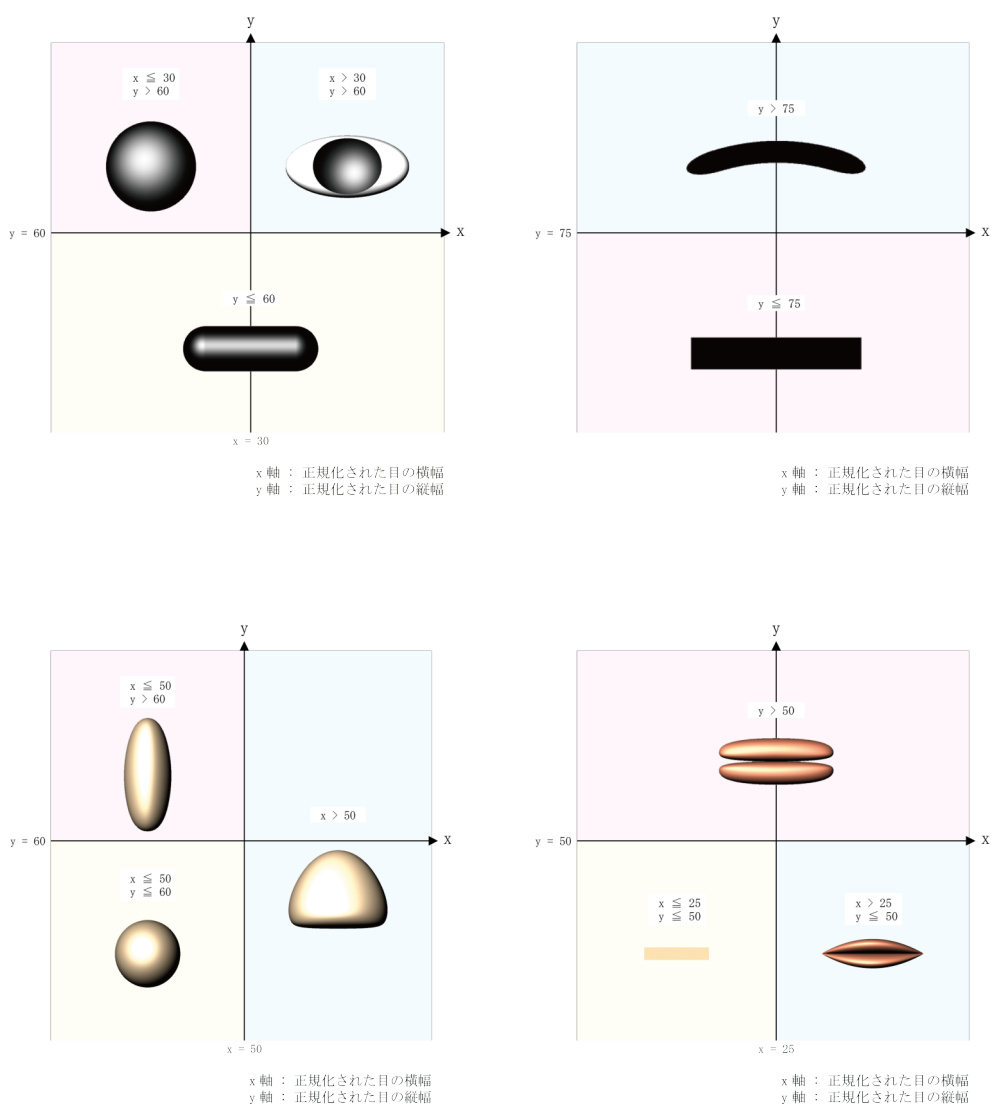 y
x ≦ 30
y > 60
x > 30
y > 60
y = 60
x
y ≦ 60
x = 30
x 軸 : 正規化された目の横幅
y 軸 : 正規化された目の縦幅
y
y > 75
y = 75
x
y ≦ 75
x 軸 : 正規化された目の横幅
y 軸 : 正規化された目の縦幅
y
x ≦ 50
y > 60
x > 50
y = 60
x
x ≦ 50
y ≦ 60
x = 50
x 軸 : 正規化された目の横幅
y 軸 : 正規化された目の縦幅
y
y > 50
y = 50
x
x ≦ 25
y ≦ 50
x > 25
y ≦ 50
x = 25
x 軸 : 正規化された目の横幅
y 軸 : 正規化された目の縦幅